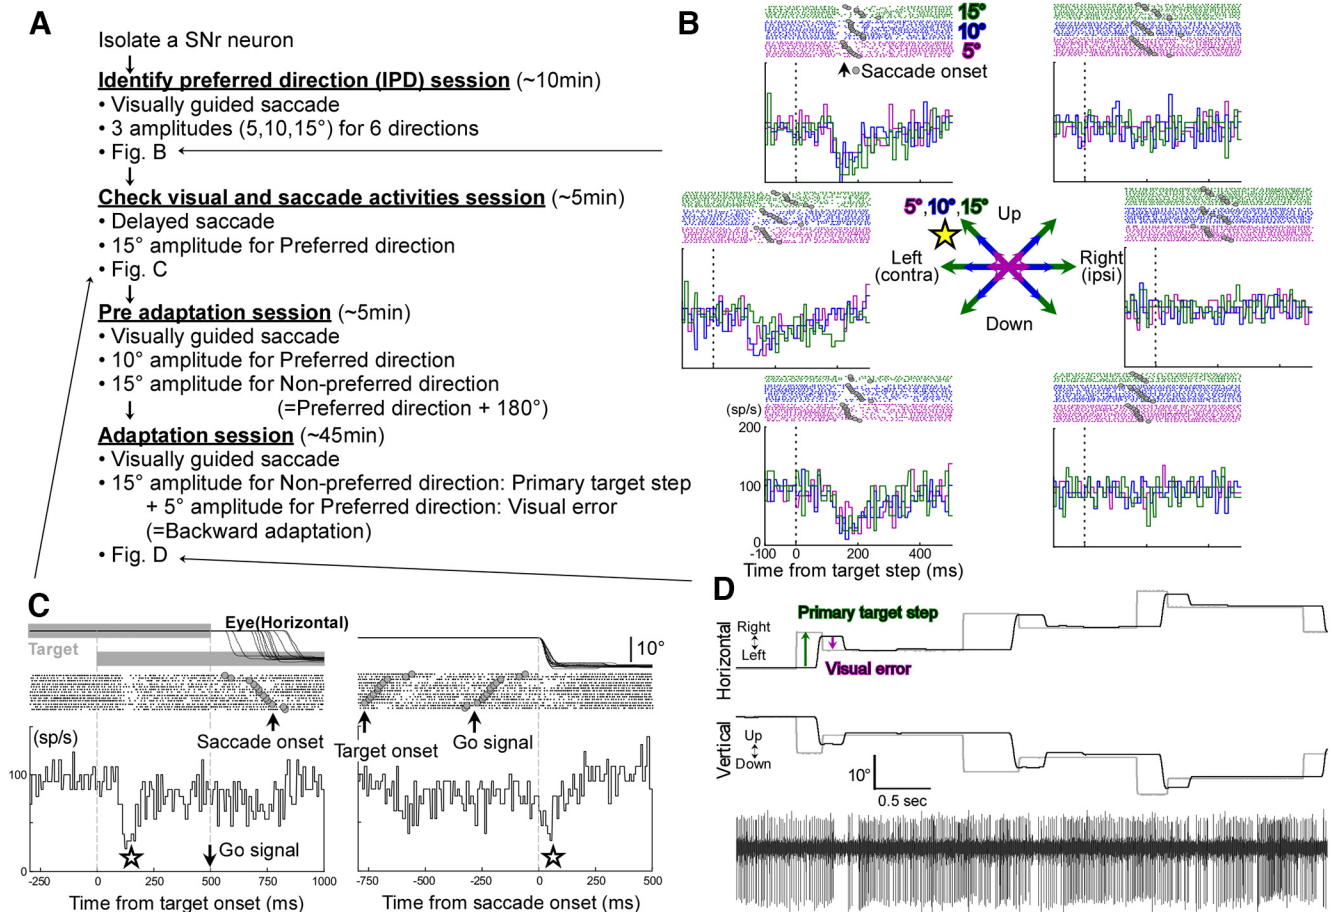 A
Isolate a SNr neuron
Identify preferred direction (IPD) session (~10min)
• Visually guided saccade
• 3 amplitudes (5,10,15°) for 6 directions
• Fig. B
Check visual and saccade activities session (~5min)
• Delayed saccade
• 15° amplitude for Preferred direction
• Fig. C
Pre adaptation session (~5min)
• Visually guided saccade
• 10° amplitude for Preferred direction
• 15° amplitude for Non-preferred direction
(=Preferred direction + 180°)
Adaptation session (~45min)
• Visually guided saccade
• 15° amplitude for Non-preferred direction: Primary target step
+ 5° amplitude for Preferred direction: Visual error
(=Backward adaptation)
• Fig. D
B
15°
10°
5°
Saccade onset
5°,10°,15°
Up
Left
(contra)
Right
(ipsi)
Down
(sp/s)
200
100
0
-100 0 200 400
Time from target step (ms)
C
Eye(Horizontal)
Target
10°
Saccade onset
Target onset
Go signal
(sp/s)
100
0
Go signal
-250 0 250 500 750 1000
Time from target onset (ms)
-750 -500 -250 0 250 500
Time from saccade onset (ms)
D
Horizontal
Right
Left
Primary target step
Visual error
Vertical
Up
Down
10°
0.5 sec